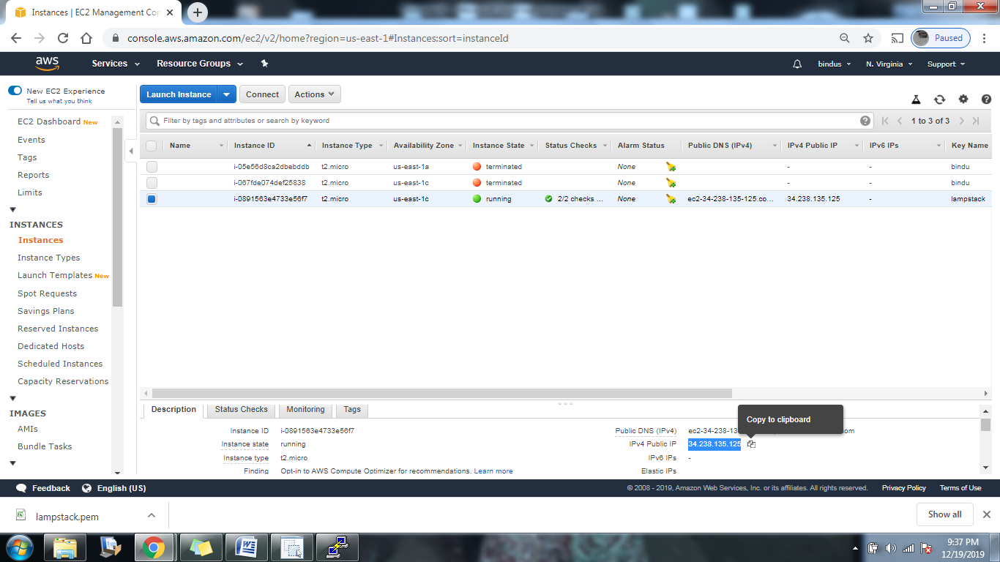 Instances | EC2 Management Con
console.aws.amazon.com/ec2/v2/home?region=us-east-1#Instances:sort=instanceId
Paused
aws Services Resource Groups bindus N. Virginia Support
New EC2 Experience
Tell us what you think
EC2 Dashboard New
Events
Tags
Reports
Limits
INSTANCES
Instances
Instance Types
Launch Templates New
Spot Requests
Savings Plans
Reserved Instances
Dedicated Hosts
Scheduled Instances
Capacity Reservations
IMAGES
AMIs
Bundle Tasks
Launch Instance Connect Actions
Filter by tags and attributes or search by keyword 1 to 3 of 3
Name Instance ID Instance Type Availability Zone Instance State Status Checks Alarm Status Public DNS (IPv4) IPv4 Public IP IPv6 IPs Key Name
i-05e56d8ca2dbebddb t2.micro us-east-1a terminated None - - bindu
i-067fde074def25838 t2.micro us-east-1c terminated None - - bindu
i-0891563e4733e56f7 t2.micro us-east-1c running 2/2 checks ... None ec2-34-238-135-125.co... 34.238.135.125 - lampstack
Description Status Checks Monitoring Tags
Copy to clipboard
Instance ID i-0891563e4733e56f7 Public DNS (IPv4) ec2-34-238-13 com
Instance state running IPv4 Public IP 34.238.135.125
Instance type t2.micro IPv6 IPs -
Finding Opt-in to AWS Compute Optimizer for recommendations. Learn more Elastic IPs
Feedback English (US) © 2008 - 2019, Amazon Web Services, Inc. or its affiliates. All rights reserved. Privacy Policy Terms of Use
lampstack.pem Show all
9:37 PM
12/19/2019